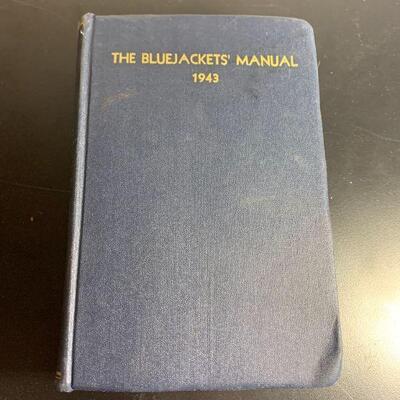 THE BLUEJACKETS' MANUAL
1943